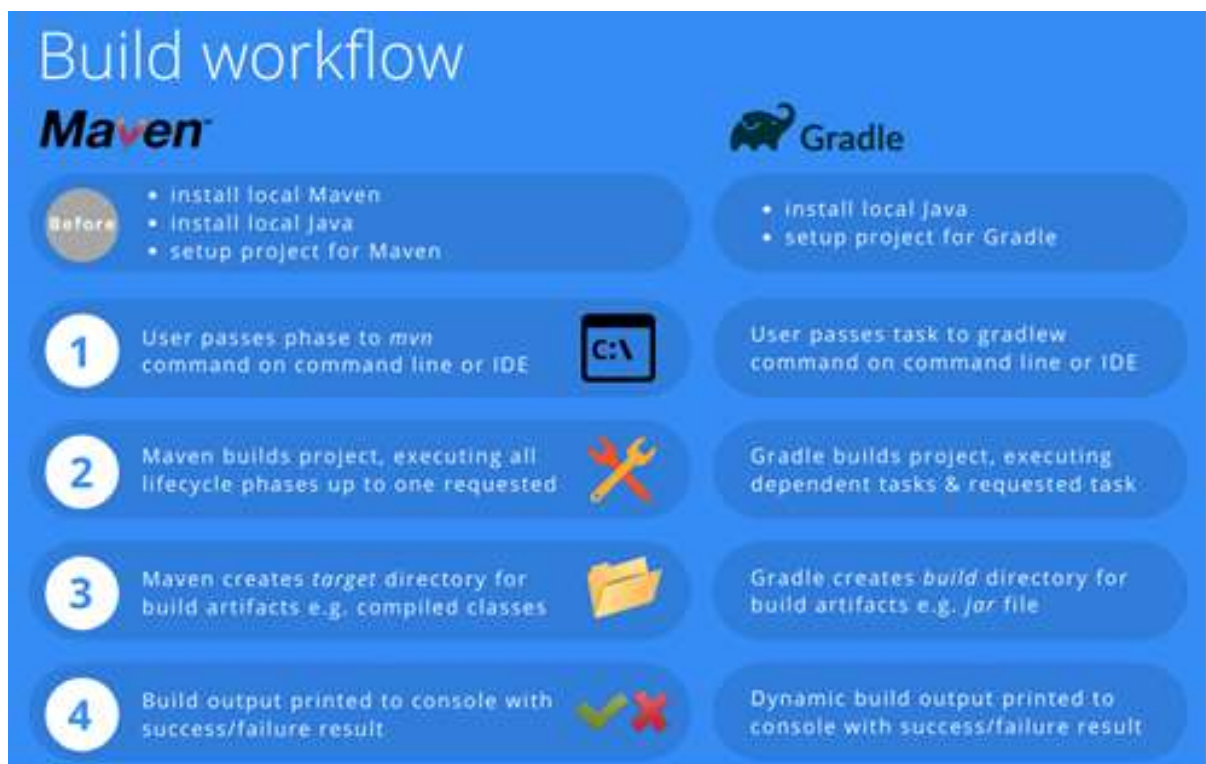 Build workflow
Maven™
Gradle
Before
• install local Maven
• install local Java
• setup project for Maven
• install local Java
• setup project for Gradle
1
User passes phase to mvn
command on command line or IDE
C:\
User passes task to gradlew
command on command line or IDE
2
Maven builds project, executing all
lifecycle phases up to one requested
Gradle builds project, executing
dependent tasks & requested task
3
Maven creates target directory for
build artifacts e.g. compiled classes
Gradle creates build directory for
build artifacts e.g. jar file
4
Build output printed to console with
success/failure result
Dynamic build output printed to
console with success/failure result